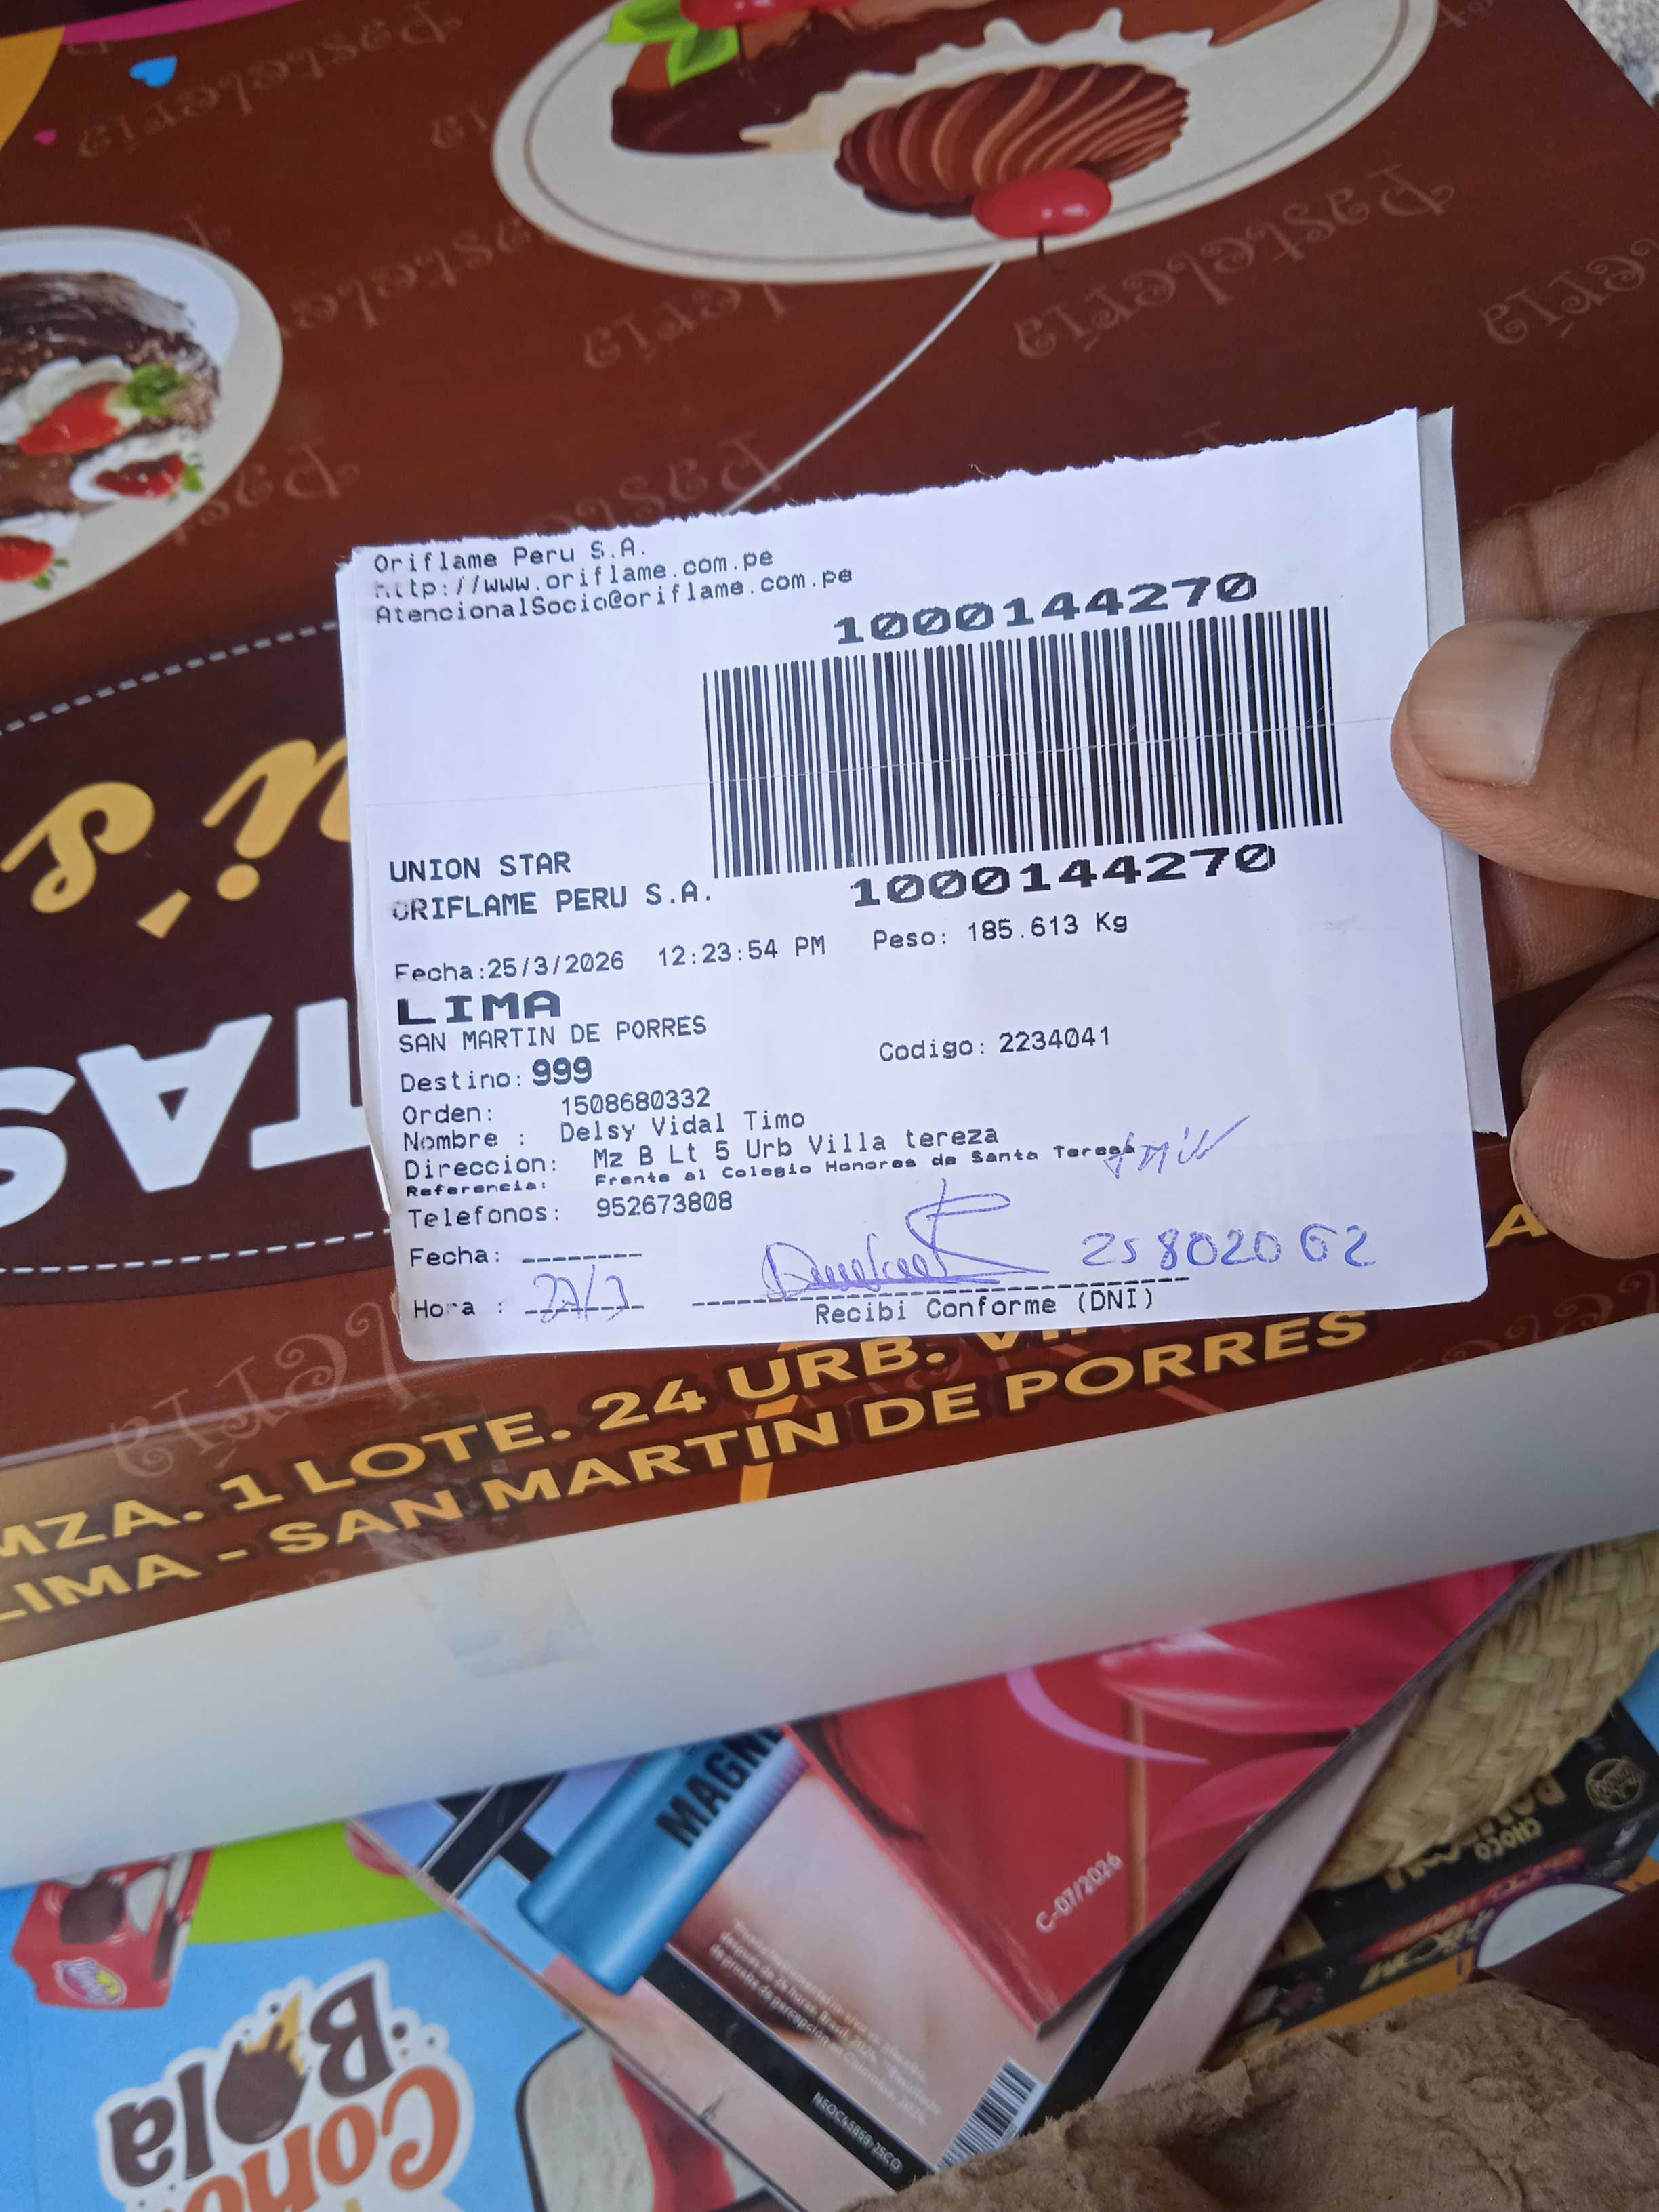 Oriflame Peru S.A.
http://www.oriflame.com.pe
AtencionalSocio@oriflame.com.pe
1000144270
UNION STAR
ORIFLAME PERU S.A.
1000144270
Fecha:25/3/2026 12:23:54 PM Peso: 185.613 Kg
LIMA
SAN MARTIN DE PORRES
Codigo: 2234041
Destino: 999
Orden: 1508680332
Nombre : Delsy Vidal Timo
Direccion: Mz B Lt 5 Urb Villa tereza
Referencia: Frente al Colegio Honores de Santa Teresa
Telefonos: 952673808
Fecha: --------
25802062
Hora : 27/3
Recibi Conforme (DNI)
Pastelería
MZA. 1 LOTE. 24 URB.
LIMA - SAN MARTIN DE PORRES
C-07/2026
CHOCO
Cono
Bola